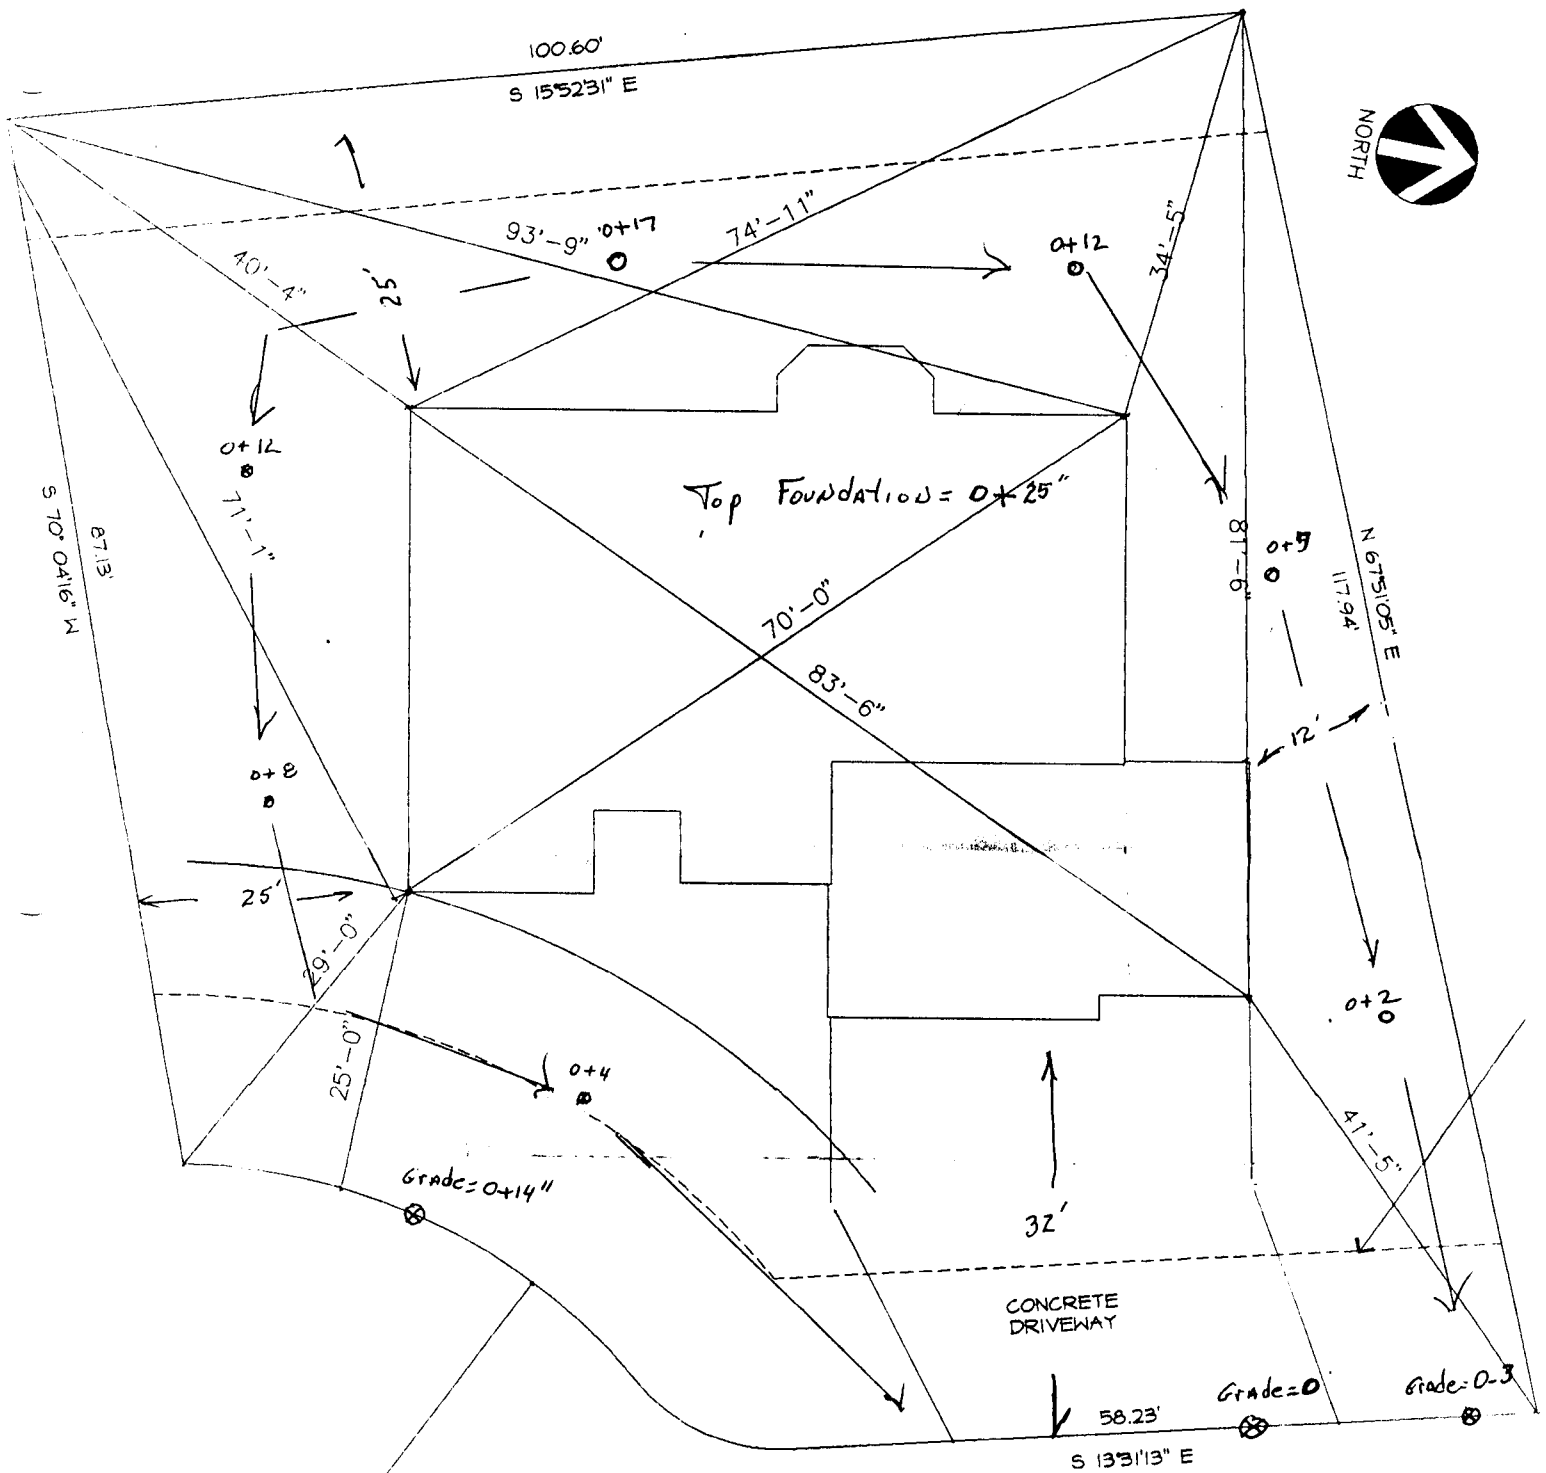 100.60'
S 15°52'31" E
NORTH
93'-9"
0+17
74'-11"
34'-5"
0+12
40'-4"
25'
0+12
71'-1"
Top Foundation = 0+25"
81'-6"
0+9
N 67°51'05" E
117.94'
S 70° 04'16" W
87.13'
70'-0"
83'-6"
12'
0+8
25'
29'-0"
25'-0"
0+4
0+2
41'-5"
Grade=0+14"
32'
CONCRETE
DRIVEWAY
Grade=0
Grade=0-3
58.23'
S 13°31'13" E